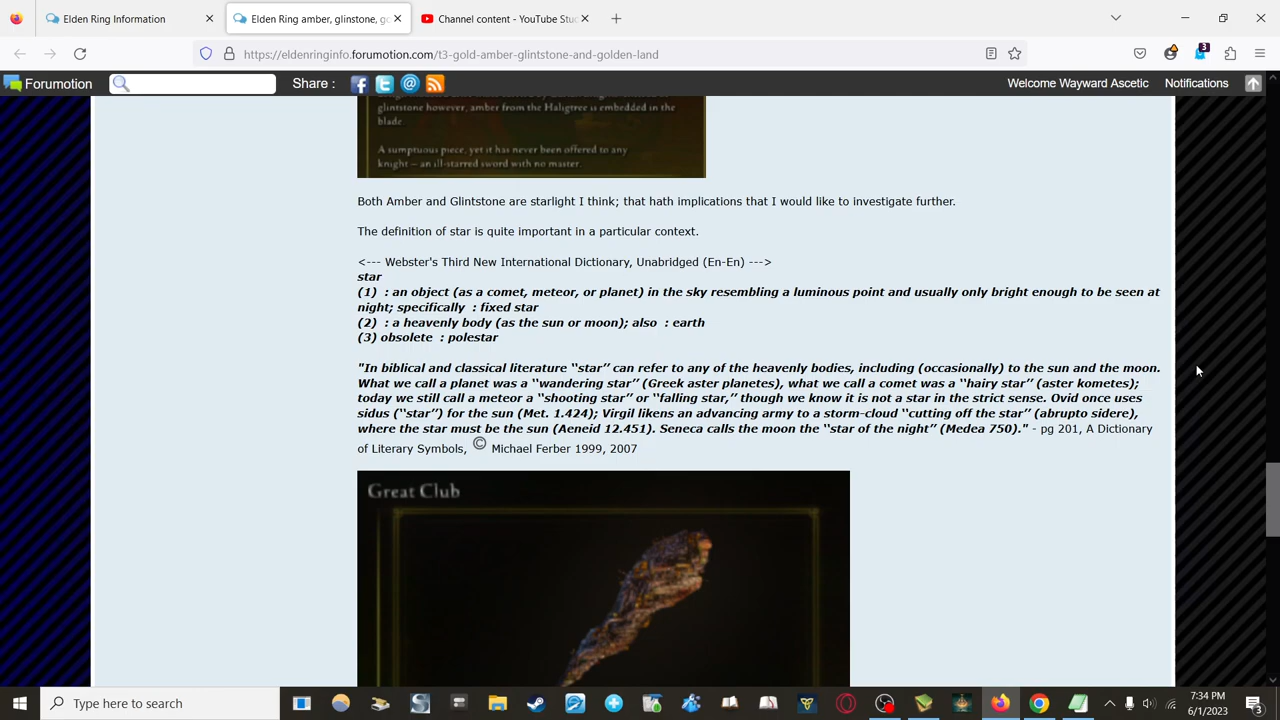 Elden Ring Information
Elden Ring amber, glinstone, go
Channel content - YouTube Stu
https://eldenringinfo.forumotion.com/t3-gold-amber-glintstone-and-golden-land
3
Forumotion
Share :
Welcome Wayward Ascetic
Notifications
glintstone however, amber from the Haligtree is embedded in the
blade.
A sumptuous piece, yet it has never been offered to any
knight — an ill-starred sword with no master.
Both Amber and Glintstone are starlight I think; that hath implications that I would like to investigate further.
The definition of star is quite important in a particular context.
<--- Webster's Third New International Dictionary, Unabridged (En-En) --->
star
(1) : an object (as a comet, meteor, or planet) in the sky resembling a luminous point and usually only bright enough to be seen at
night; specifically : fixed star
(2) : a heavenly body (as the sun or moon); also : earth
(3) obsolete : polestar
"In biblical and classical literature “star” can refer to any of the heavenly bodies, including (occasionally) to the sun and the moon.
What we call a planet was a “wandering star” (Greek aster planetes), what we call a comet was a “hairy star” (aster kometes);
today we still call a meteor a “shooting star” or “falling star,” though we know it is not a star in the strict sense. Ovid once uses
sidus (“star”) for the sun (Met. 1.424); Virgil likens an advancing army to a storm-cloud “cutting off the star” (abrupto sidere),
where the star must be the sun (Aeneid 12.451). Seneca calls the moon the “star of the night” (Medea 750)." - pg 201, A Dictionary
of Literary Symbols, © Michael Ferber 1999, 2007
Great Club
Type here to search
7:34 PM
6/1/2023
3